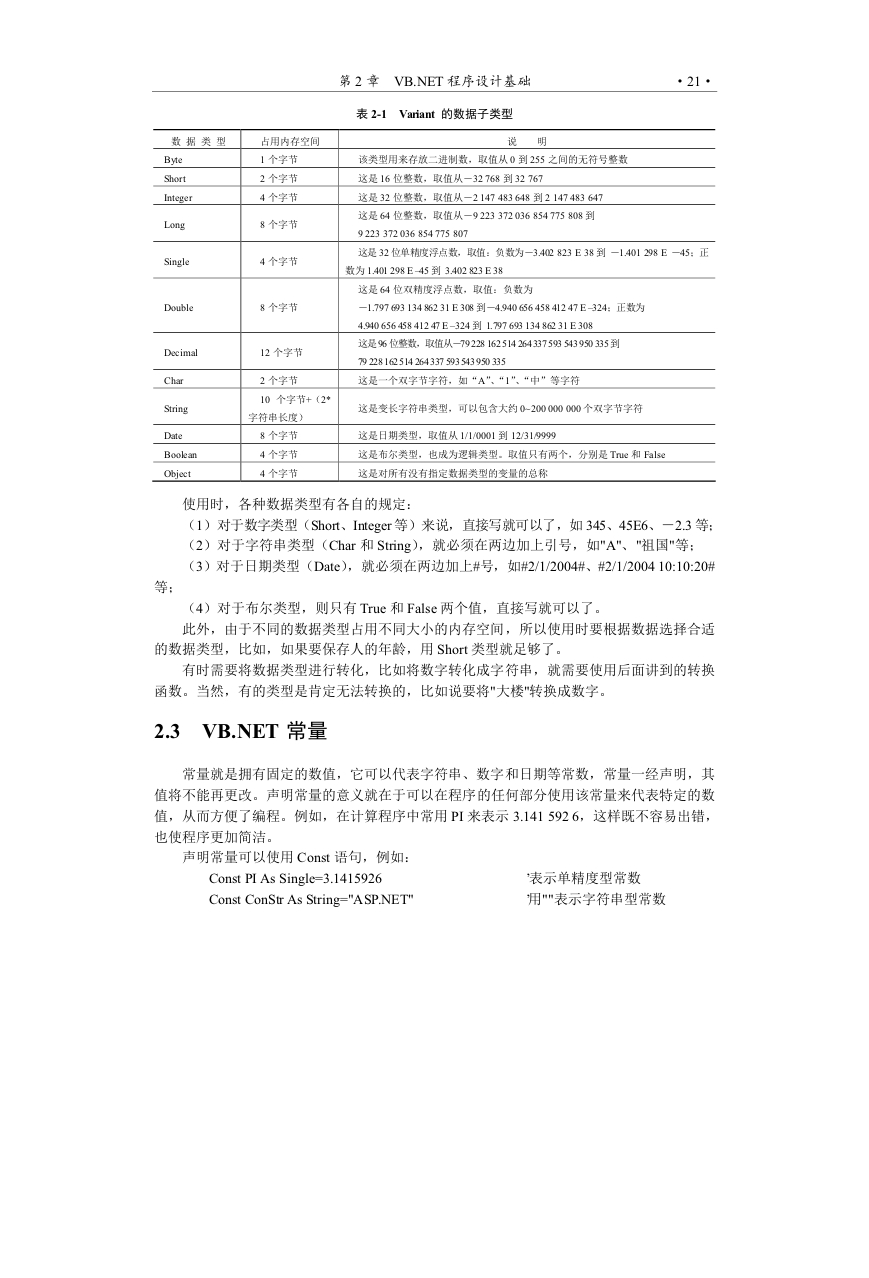 第 2 章 VB.NET 程序设计基础 ·21·
表 2-1 Variant 的数据子类型
数 据 类 型 占用内存空间 说 明
Byte 1 个字节 该类型用来存放二进制数，取值从 0 到 255 之间的无符号整数
Short 2 个字节 这是 16 位整数，取值从－32 768 到 32 767
Integer 4 个字节 这是 32 位整数，取值从－2 147 483 648 到 2 147 483 647
Long 8 个字节 这是 64 位整数，取值从－9 223 372 036 854 775 808 到
9 223 372 036 854 775 807
Single 4 个字节 这是 32 位单精度浮点数，取值：负数为－3.402 823 E 38 到 －1.401 298 E －45；正
数为 1.401 298 E –45 到 3.402 823 E 38
Double 8 个字节 这是 64 位双精度浮点数，取值：负数为
－1.797 693 134 862 31 E 308 到－4.940 656 458 412 47 E –324；正数为
4.940 656 458 412 47 E –324 到 1.797 693 134 862 31 E 308
Decimal 12 个字节 这是 96 位整数，取值从－79 228 162 514 264 337 593 543 950 335 到
79 228 162 514 264 337 593 543 950 335
Char 2 个字节 这是一个双字节字符，如“A”、“1”、“中”等字符
String 10 个字节+（2*
字符串长度） 这是变长字符串类型，可以包含大约 0~200 000 000 个双字节字符
Date 8 个字节 这是日期类型，取值从 1/1/0001 到 12/31/9999
Boolean 4 个字节 这是布尔类型，也成为逻辑类型。取值只有两个，分别是 True 和 False
Object 4 个字节 这是对所有没有指定数据类型的变量的总称
使用时，各种数据类型有各自的规定：
（1）对于数字类型（Short、Integer 等）来说，直接写就可以了，如 345、45E6、－2.3 等；
（2）对于字符串类型（Char 和 String），就必须在两边加上引号，如"A"、"祖国"等；
（3）对于日期类型（Date），就必须在两边加上#号，如#2/1/2004#、#2/1/2004 10:10:20#
等；
（4）对于布尔类型，则只有 True 和 False 两个值，直接写就可以了。
此外，由于不同的数据类型占用不同大小的内存空间，所以使用时要根据数据选择合适
的数据类型，比如，如果要保存人的年龄，用 Short 类型就足够了。
有时需要将数据类型进行转化，比如将数字转化成字符串，就需要使用后面讲到的转换
函数。当然，有的类型是肯定无法转换的，比如说要将"大楼"转换成数字。
2.3 VB.NET 常量
常量就是拥有固定的数值，它可以代表字符串、数字和日期等常数，常量一经声明，其
值将不能再更改。声明常量的意义就在于可以在程序的任何部分使用该常量来代表特定的数
值，从而方便了编程。例如，在计算程序中常用 PI 来表示 3.141 592 6，这样既不容易出错，
也使程序更加简洁。
声明常量可以使用 Const 语句，例如：
Const PI As Single=3.1415926 '表示单精度型常数
Const ConStr As String="ASP.NET" '用""表示字符串型常数